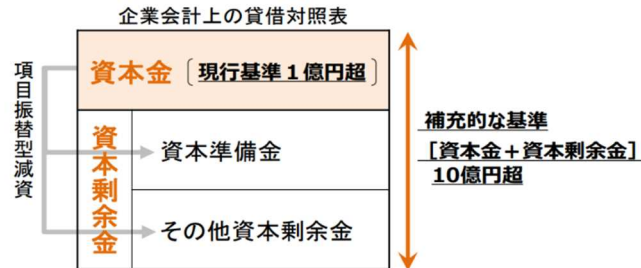 企業会計上の貸借対照表
項目振替型減資
資本金〔現行基準１億円超〕
資本剰余金
資本準備金
その他資本剰余金
補充的な基準
［資本金＋資本剰余金］
10億円超